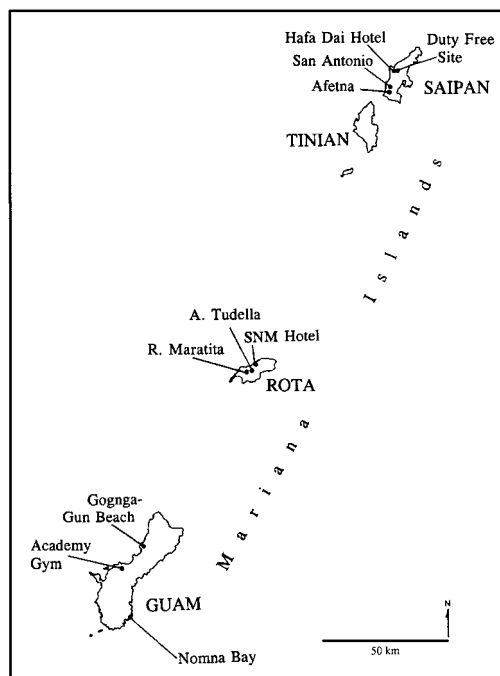 Hafa Dai Hotel
Duty Free
Site
San Antonio
Afetna
SAIPAN
TINIAN
Mariana Islands
A. Tudella
SNM Hotel
R. Maratita
ROTA
Gognga-
Gun Beach
Academy
Gym
GUAM
Nomna Bay
N
50 km